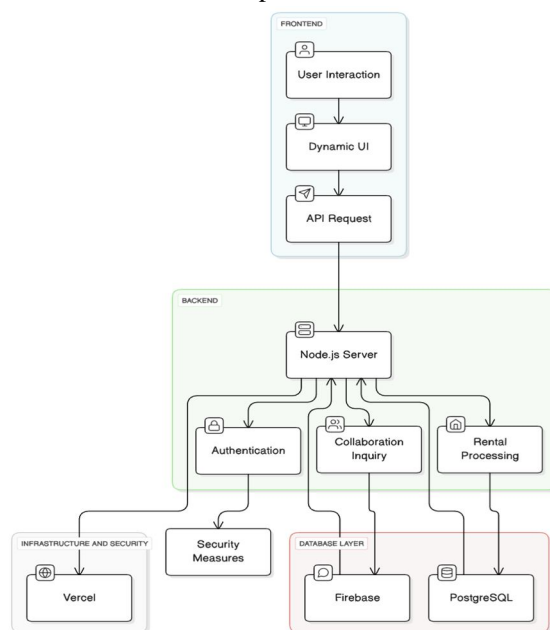 FRONTEND
User Interaction
Dynamic UI
API Request
BACKEND
Node.js Server
Authentication
Collaboration
Inquiry
Rental
Processing
INFRASTRUCTURE AND SECURITY
Security
Measures
DATABASE LAYER
Vercel
Firebase
PostgreSQL